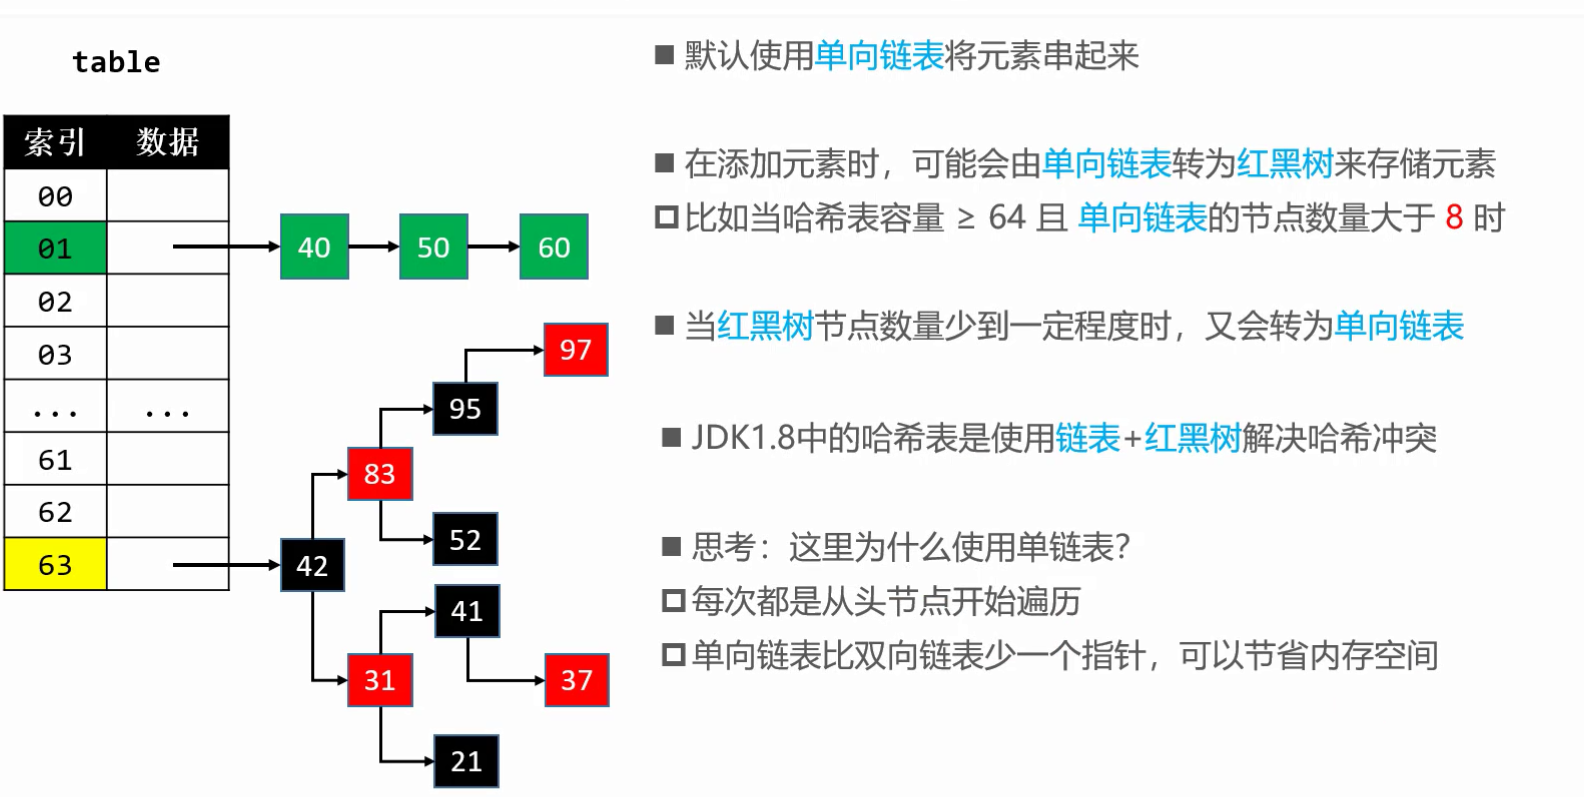 table
索引 数据
00
01
02
03
... ...
61
62
63
40 50 60
97
95
83
52
42
41
31
37
21
■ 默认使用单向链表将元素串起来
■ 在添加元素时，可能会由单向链表转为红黑树来存储元素
□ 比如当哈希表容量 ≥ 64 且 单向链表的节点数量大于 8 时
■ 当红黑树节点数量少到一定程度时，又会转为单向链表
■ JDK1.8中的哈希表是使用链表+红黑树解决哈希冲突
■ 思考：这里为什么使用单链表？
□ 每次都是从头节点开始遍历
□ 单向链表比双向链表少一个指针，可以节省内存空间